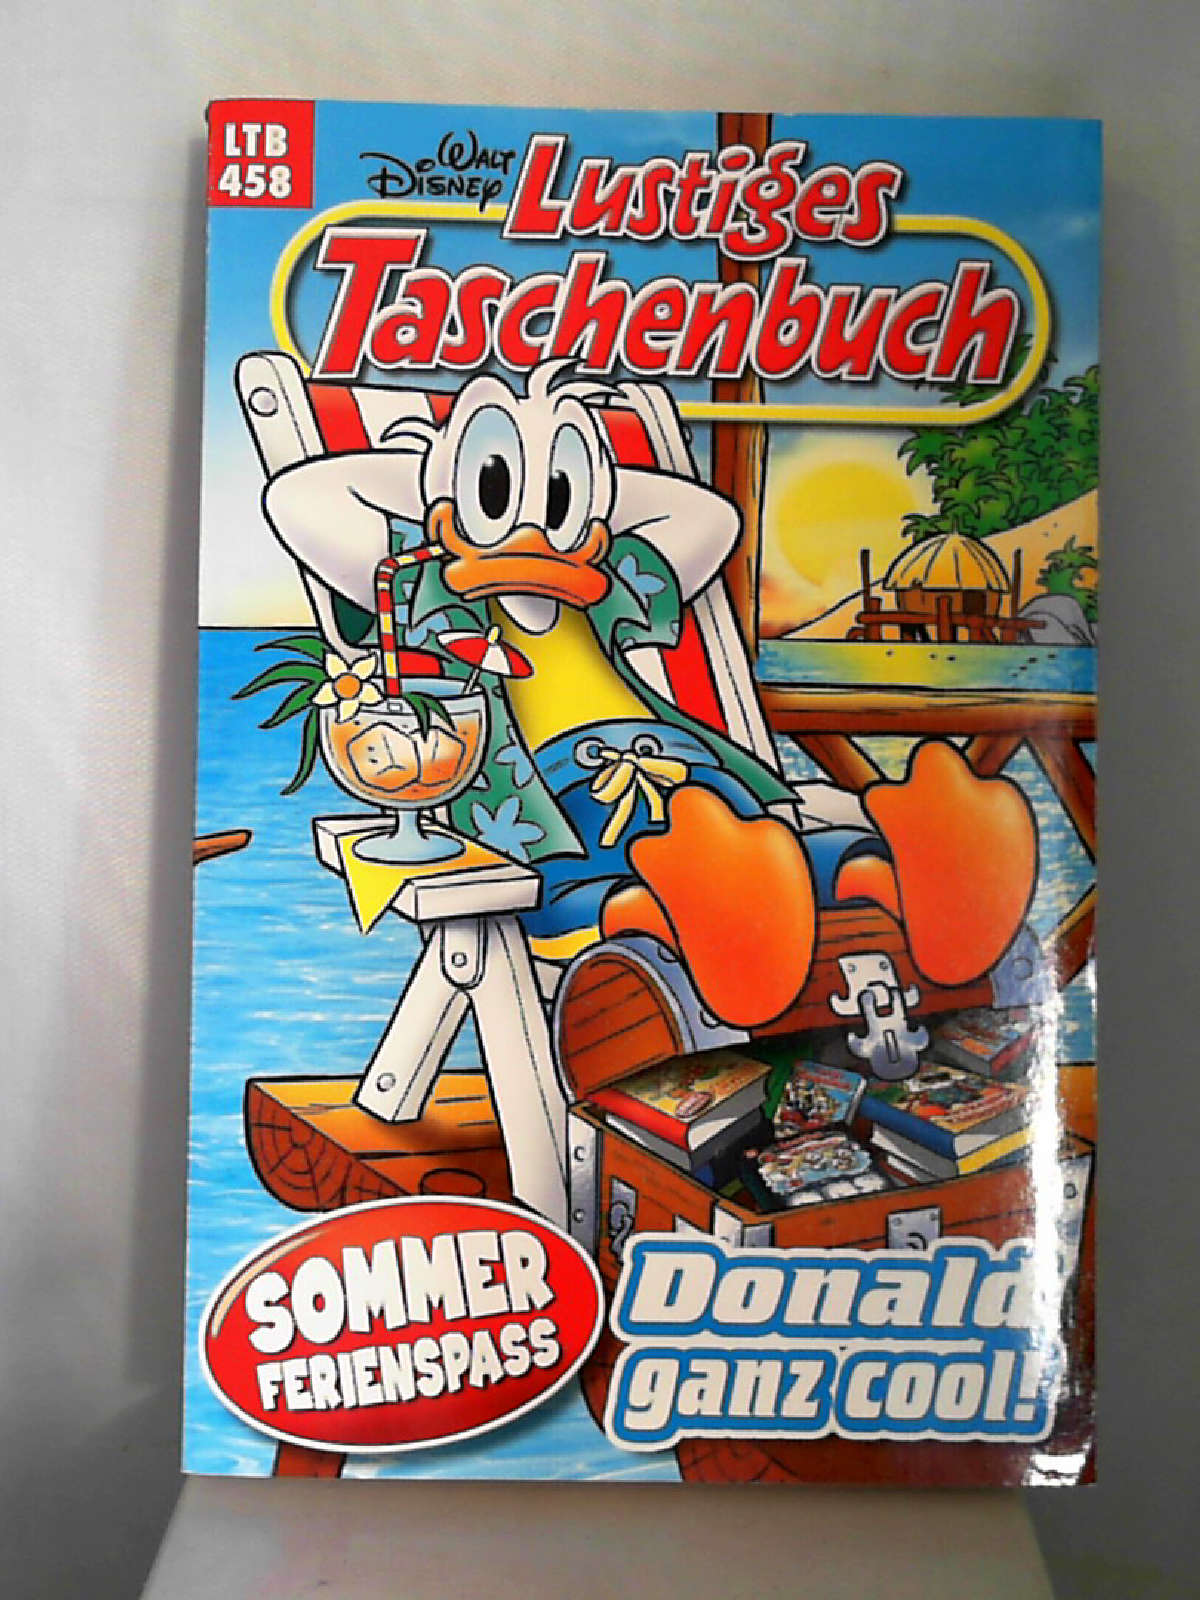 LTB
458
WALT
DISNEY
Lustiges
Taschenbuch
SOMMER
FERIENSPASS
Donald
ganz cool!